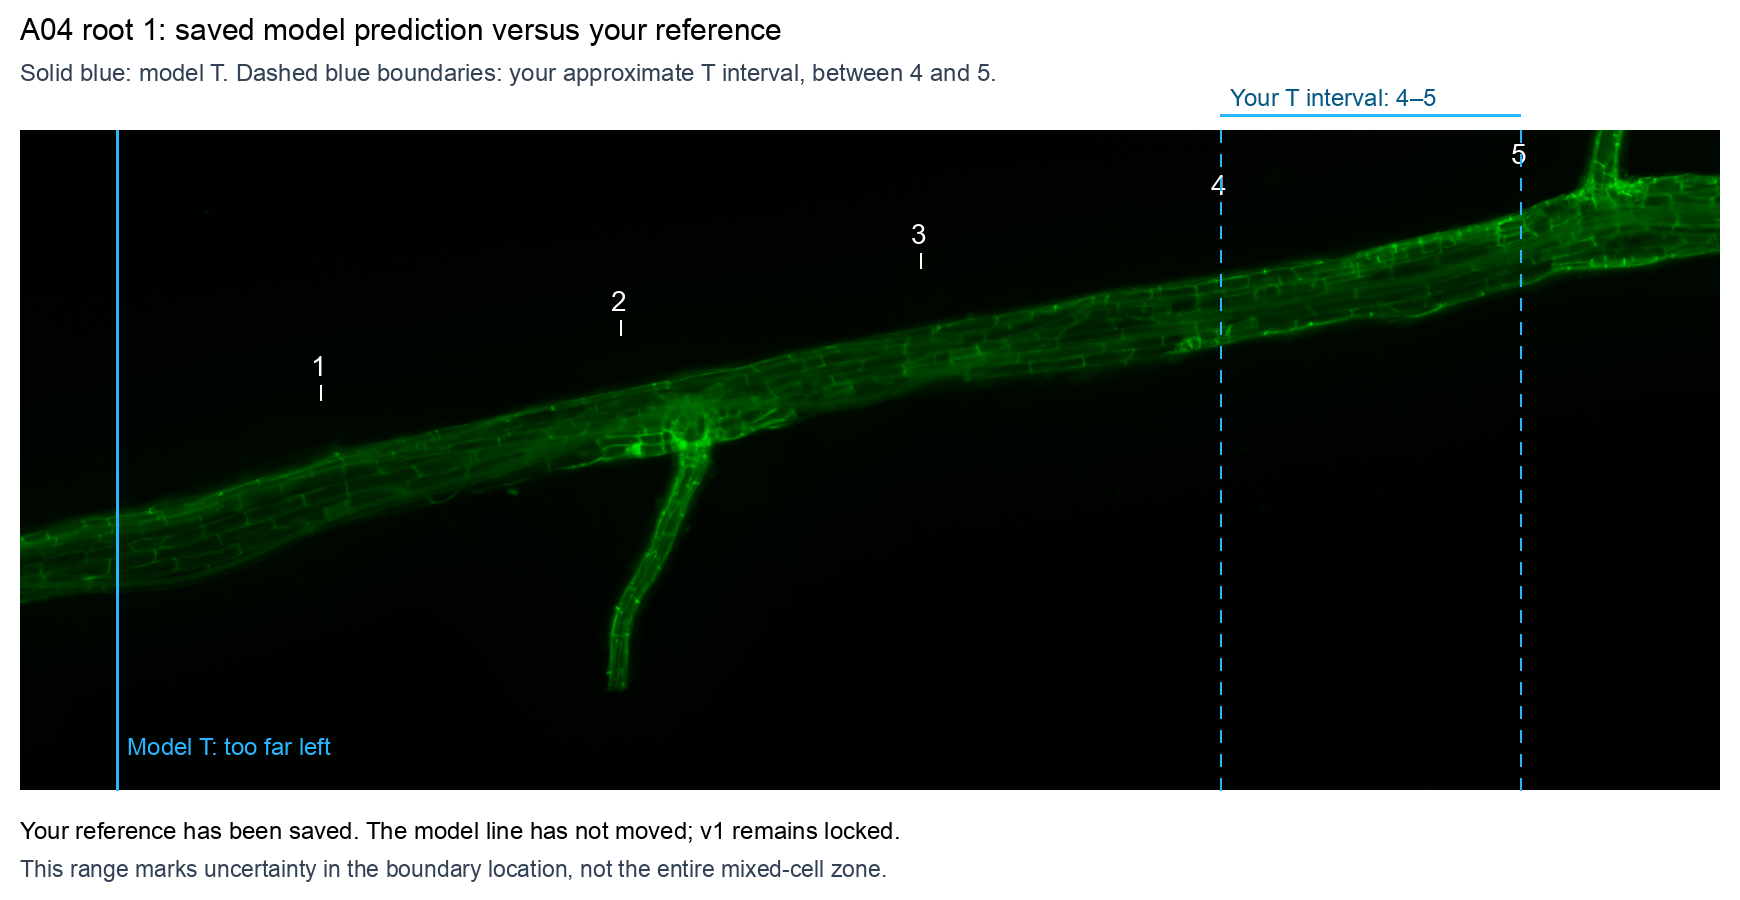 A04 root 1: saved model prediction versus your reference
Solid blue: model T. Dashed blue boundaries: your approximate T interval, between 4 and 5.
Your T interval: 4–5
5
4
3
2
1
Model T: too far left
Your reference has been saved. The model line has not moved; v1 remains locked.
This range marks uncertainty in the boundary location, not the entire mixed-cell zone.